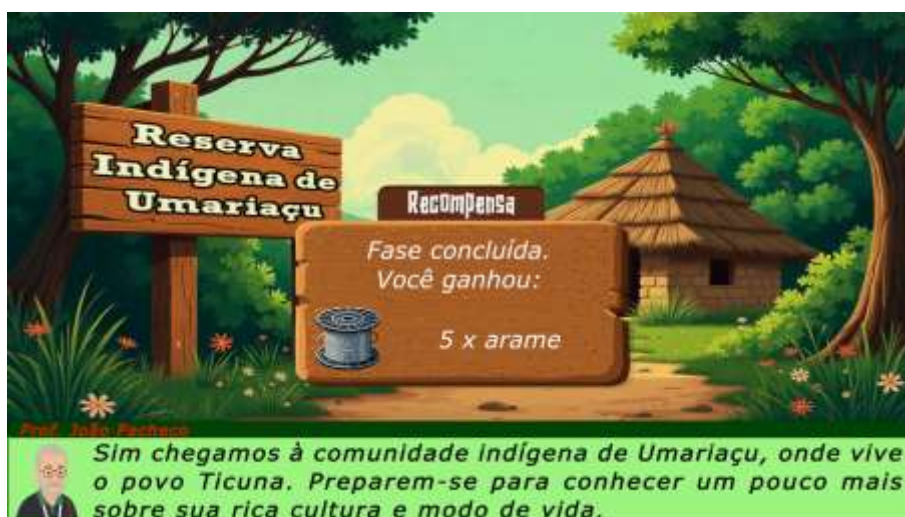 Reserva
Indígena de
Umariaçu
Recompensa
Fase concluída.
Você ganhou:
5 x arame
Prof. João Pacheco
Sim chegamos à comunidade indígena de Umariaçu, onde vive
o povo Ticuna. Preparem-se para conhecer um pouco mais
sobre sua rica cultura e modo de vida.